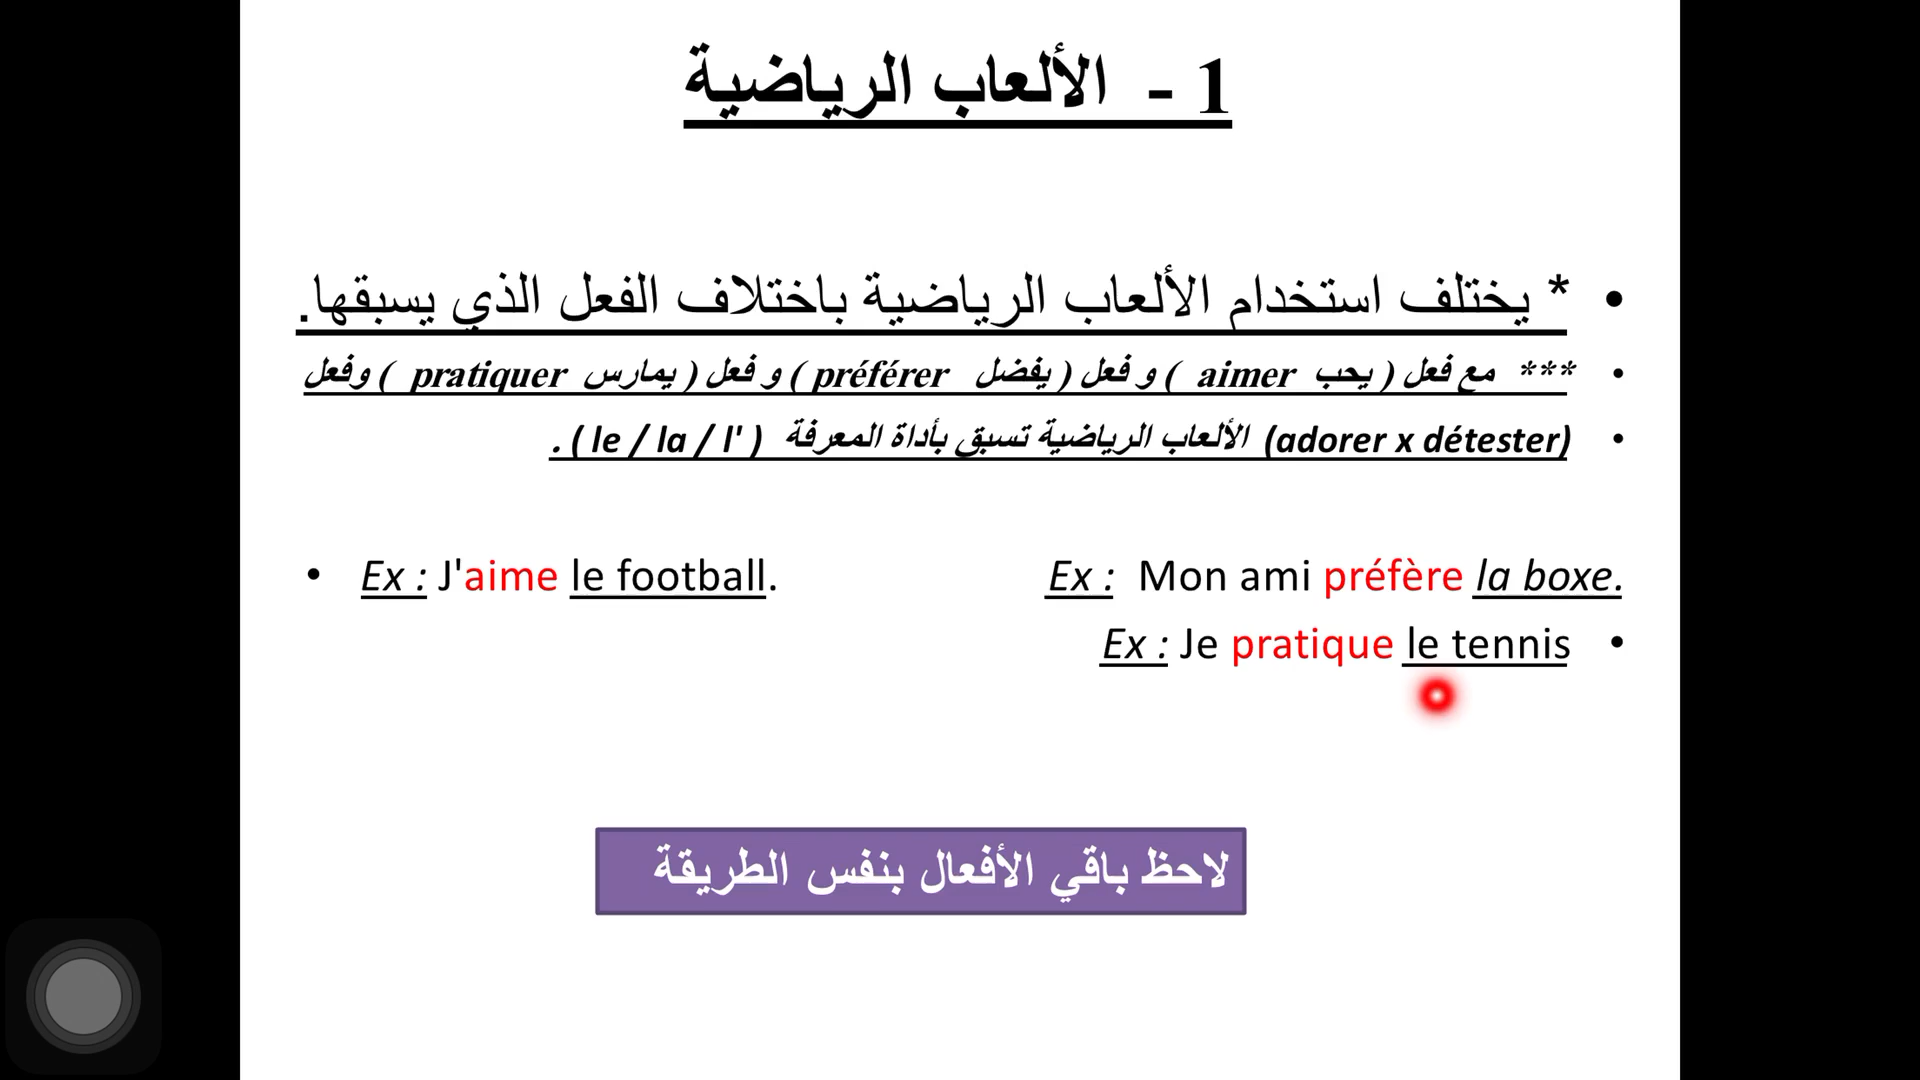 1 - الألعاب الرياضية
• * يختلف استخدام الألعاب الرياضية باختلاف الفعل الذي يسبقها.
• *** مع فعل ( يحب aimer ) و فعل ( يفضل préférer ) و فعل ( يمارس pratiquer ) وفعل
• (adorer x détester) الألعاب الرياضية تسبق بأداة المعرفة ( le / la / l' ) .
• Ex : J'aime le football. Ex : Mon ami préfère la boxe.
• Ex : Je pratique le tennis
لاحظ باقي الأفعال بنفس الطريقة